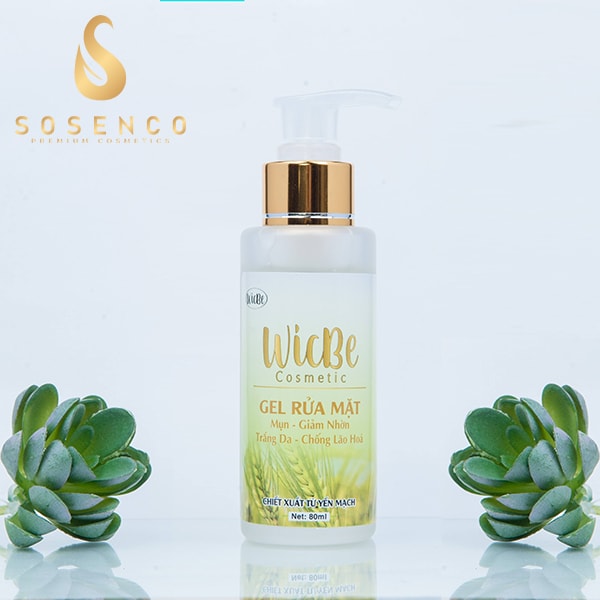 SOSENCO
PREMIUM COSMETICS
WicBe
WicBe
Cosmetic
GEL RỬA MẶT
Mụn - Giảm Nhờn
Trắng Da - Chống Lão Hoá
CHIẾT XUẤT TỪ YẾN MẠCH
Net: 80ml